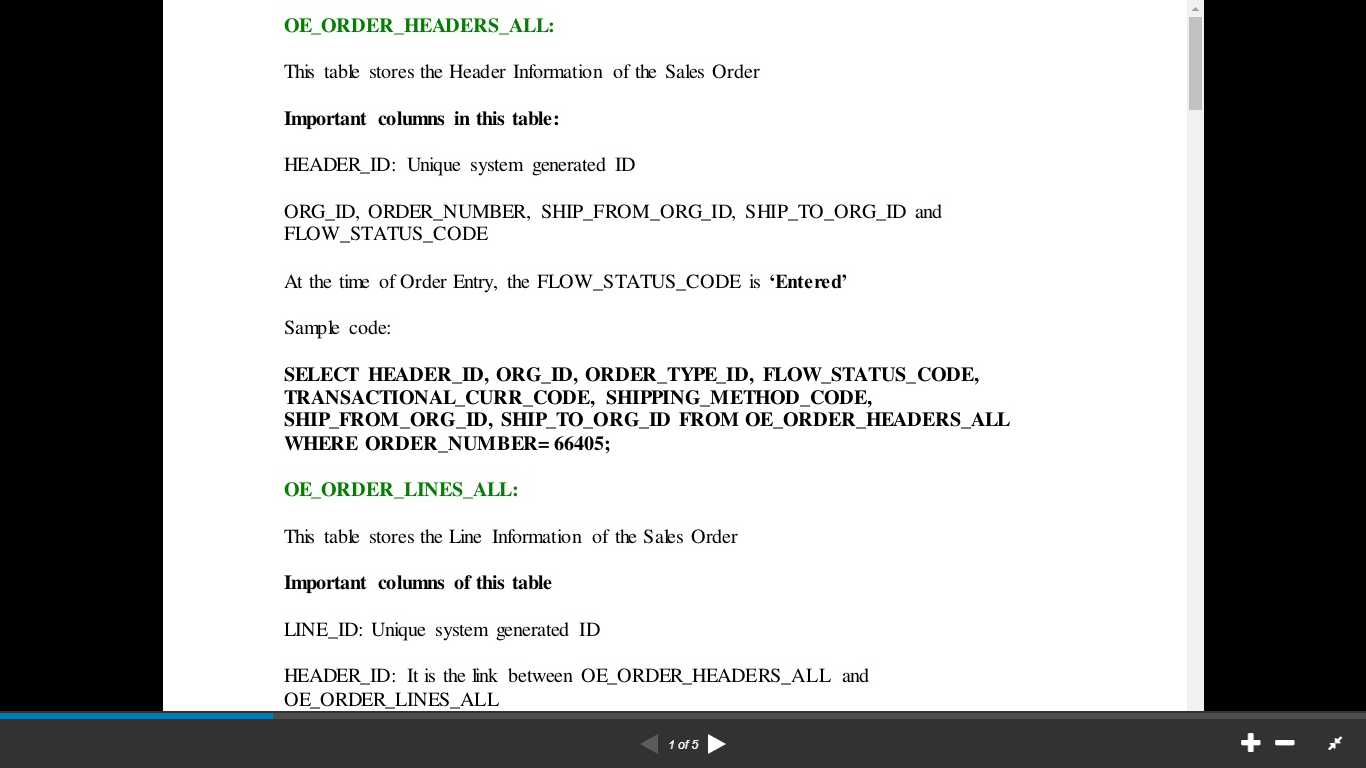 OE_ORDER_HEADERS_ALL:
This table stores the Header Information of the Sales Order
Important columns in this table:
HEADER_ID: Unique system generated ID
ORG_ID, ORDER_NUMBER, SHIP_FROM_ORG_ID, SHIP_TO_ORG_ID and
FLOW_STATUS_CODE
At the time of Order Entry, the FLOW_STATUS_CODE is ‘Entered’
Sample code:
SELECT HEADER_ID, ORG_ID, ORDER_TYPE_ID, FLOW_STATUS_CODE,
TRANSACTIONAL_CURR_CODE, SHIPPING_METHOD_CODE,
SHIP_FROM_ORG_ID, SHIP_TO_ORG_ID FROM OE_ORDER_HEADERS_ALL
WHERE ORDER_NUMBER= 66405;
OE_ORDER_LINES_ALL:
This table stores the Line Information of the Sales Order
Important columns of this table
LINE_ID: Unique system generated ID
HEADER_ID: It is the link between OE_ORDER_HEADERS_ALL and
OE_ORDER_LINES_ALL
1 of 5